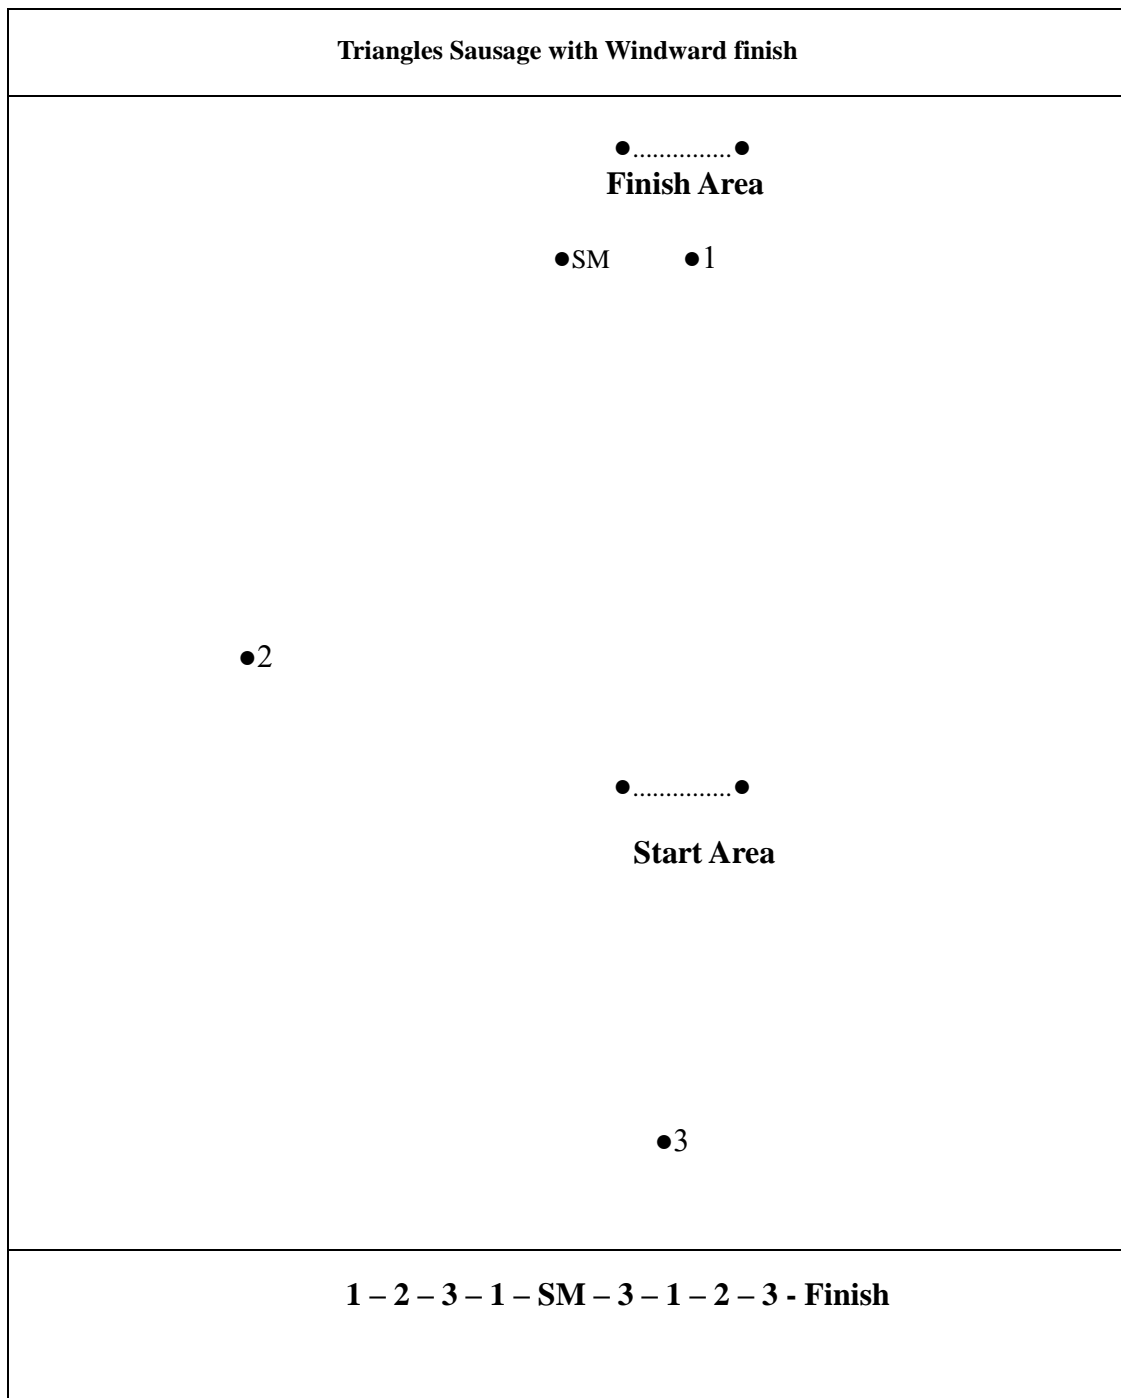 Triangles Sausage with Windward finish
●...............●
Finish Area
●SM ●1
●2
●...............●
Start Area
●3
1 – 2 – 3 – 1 – SM – 3 – 1 – 2 – 3 - Finish